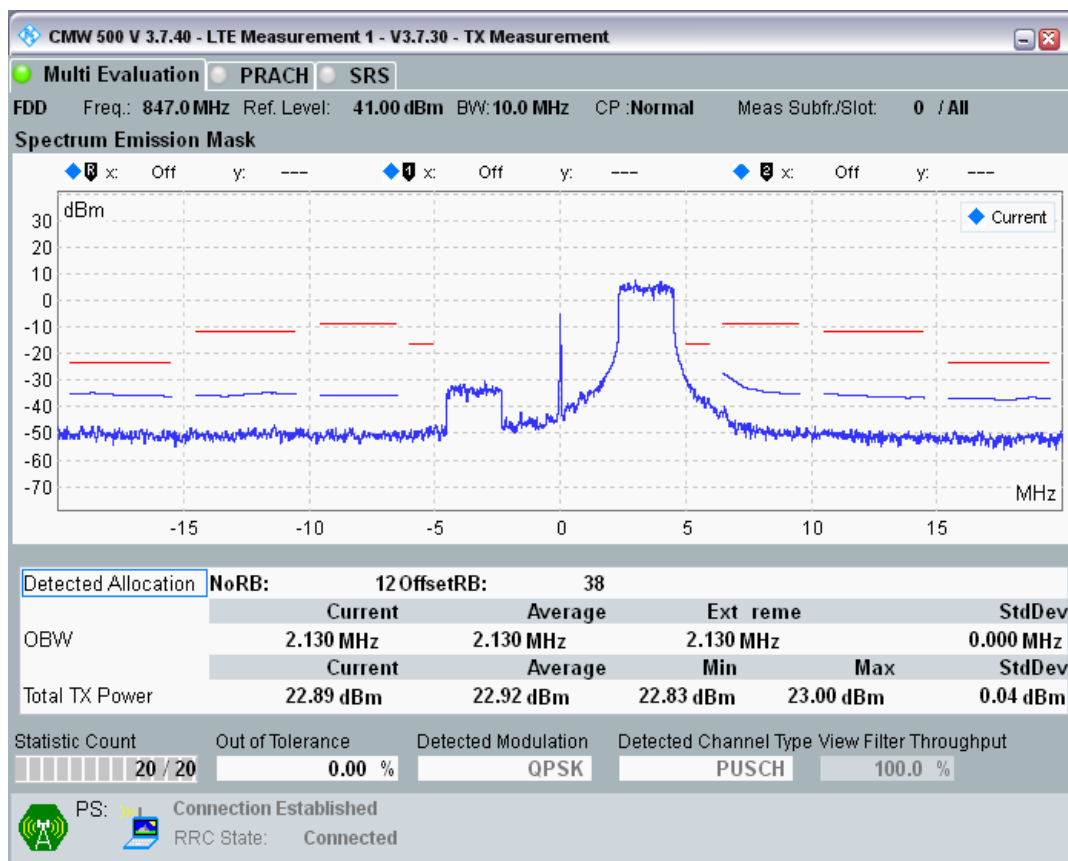 CMW 500 V 3.7.40 - LTE Measurement 1 - V3.7.30 - TX Measurement
Multi Evaluation PRACH SRS
FDD Freq.: 847.0 MHz Ref. Level: 41.00 dBm BW: 10.0 MHz CP :Normal Meas Subfr./Slot: 0 / All
Spectrum Emission Mask
R x: Off y: --- 1 x: Off y: --- 2 x: Off y: ---
dBm
Current
30
20
10
0
-10
-20
-30
-40
-50
-60
-70
MHz
-15 -10 -5 0 5 10 15
Detected Allocation NoRB: 12 OffsetRB: 38
Current Average Ext reme StdDev
OBW 2.130 MHz 2.130 MHz 2.130 MHz 0.000 MHz
Current Average Min Max StdDev
Total TX Power 22.89 dBm 22.92 dBm 22.83 dBm 23.00 dBm 0.04 dBm
Statistic Count Out of Tolerance Detected Modulation Detected Channel Type View Filter Throughput
20 / 20 0.00 % QPSK PUSCH 100.0 %
PS: Connection Established
RRC State: Connected